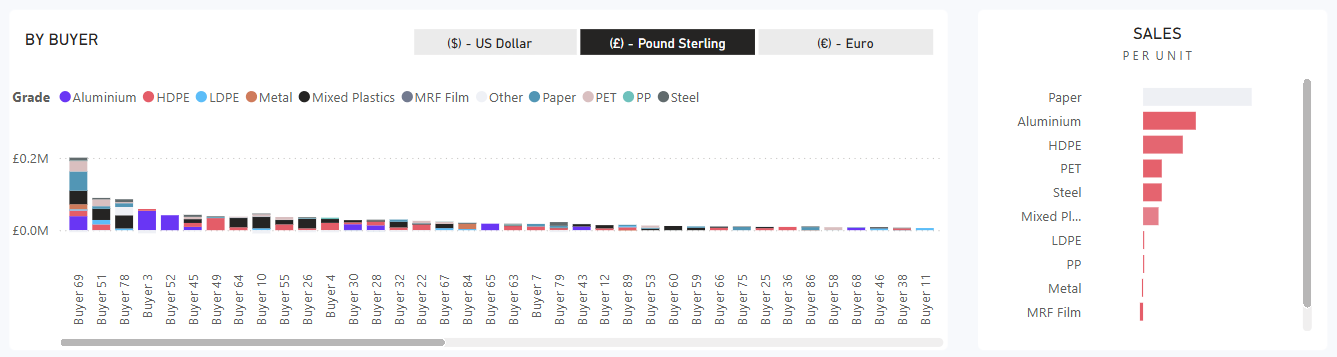 BY BUYER
($) - US Dollar
(£) - Pound Sterling
(€) - Euro
Grade Aluminium HDPE LDPE Metal Mixed Plastics MRF Film Other Paper PET PP Steel
£0.2M
£0.0M
Buyer 69
Buyer 51
Buyer 78
Buyer 3
Buyer 52
Buyer 45
Buyer 49
Buyer 64
Buyer 10
Buyer 55
Buyer 26
Buyer 4
Buyer 30
Buyer 28
Buyer 32
Buyer 22
Buyer 67
Buyer 84
Buyer 65
Buyer 63
Buyer 7
Buyer 79
Buyer 43
Buyer 12
Buyer 89
Buyer 53
Buyer 60
Buyer 59
Buyer 66
Buyer 75
Buyer 25
Buyer 36
Buyer 86
Buyer 58
Buyer 68
Buyer 46
Buyer 38
Buyer 11
SALES
PER UNIT
Paper
Aluminium
HDPE
PET
Steel
Mixed Pl...
LDPE
PP
Metal
MRF Film